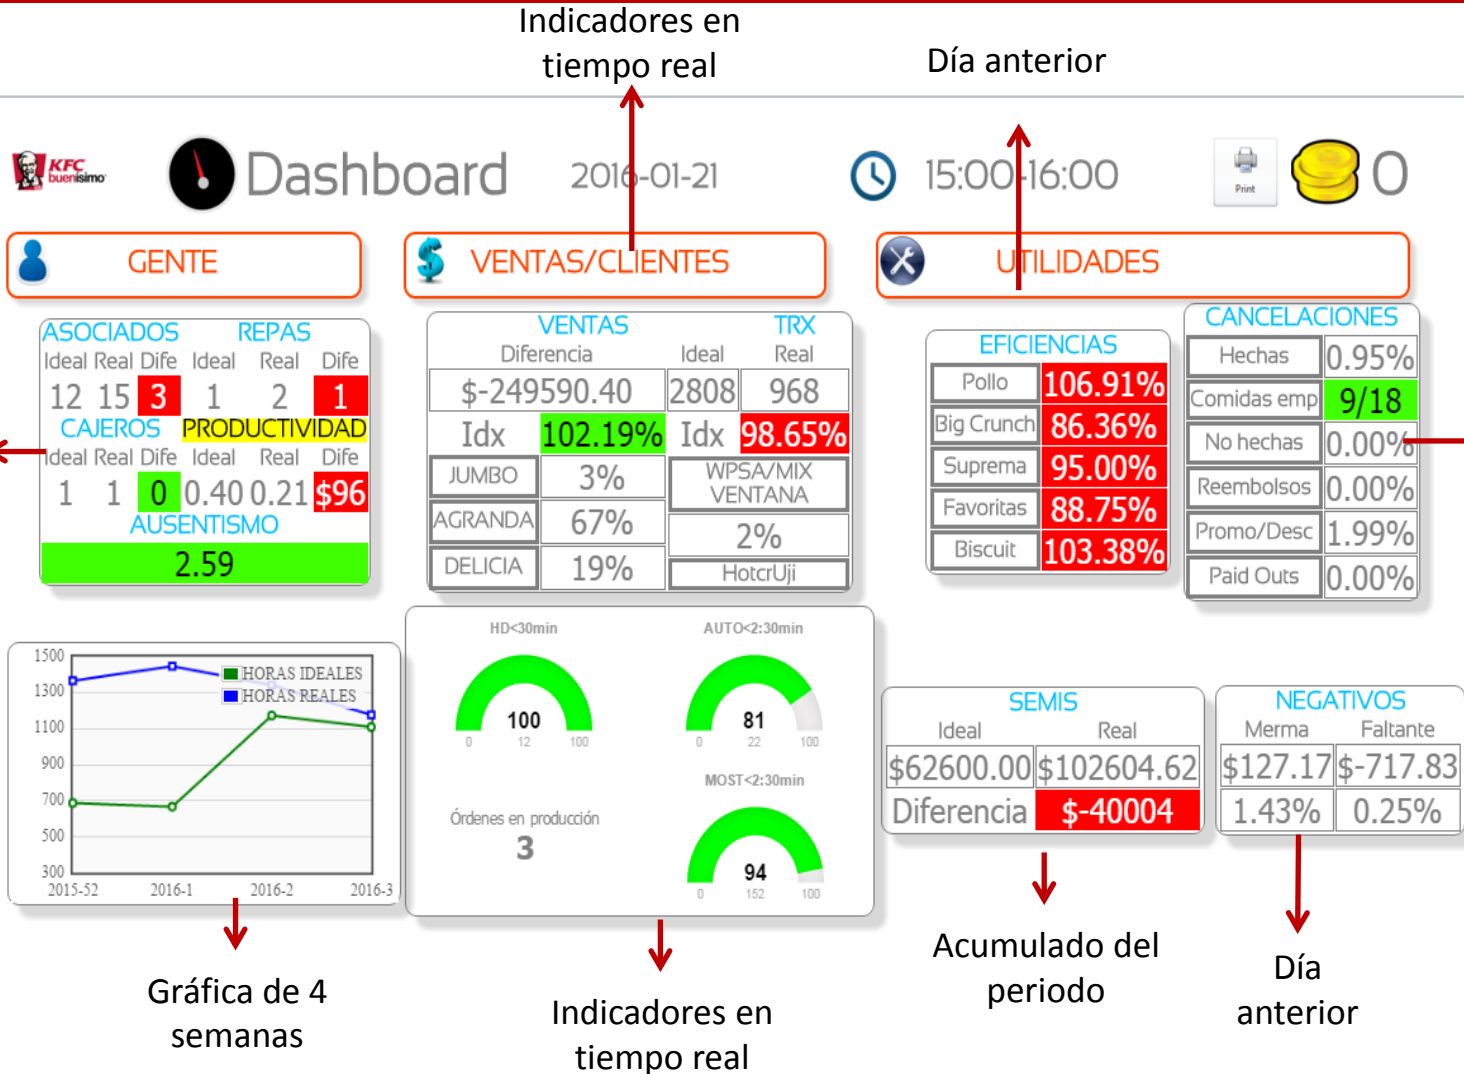 Indicadores en
tiempo real
Día anterior
KFC
buenísimo
Dashboard
2016-01-21
15:00-16:00
Print
0
GENTE
VENTAS/CLIENTES
UTILIDADES
ASOCIADOS REPAS
Ideal Real Dife Ideal Real Dife
12 15 3 1 2 1
CAJEROS PRODUCTIVIDAD
Ideal Real Dife Ideal Real Dife
1 1 0 0.40 0.21 $96
AUSENTISMO
2.59
VENTAS TRX
Diferencia Ideal Real
$-249590.40 2808 968
Idx 102.19% Idx 98.65%
JUMBO 3% WPSA/MIX
VENTANA
AGRANDA 67% 2%
DELICIA 19% HotcrUji
EFICIENCIAS
Pollo 106.91%
Big Crunch 86.36%
Suprema 95.00%
Favoritas 88.75%
Biscuit 103.38%
CANCELACIONES
Hechas 0.95%
Comidas emp 9/18
No hechas 0.00%
Reembolsos 0.00%
Promo/Desc 1.99%
Paid Outs 0.00%
1500
1300
1100
900
700
500
300
HORAS IDEALES
HORAS REALES
2015-52 2016-1 2016-2 2016-3
HD<30min
100
0 12 100
AUTO<2:30min
81
0 22 100
Órdenes en producción
3
MOST<2:30min
94
0 152 100
SEMIS
Ideal Real
$62600.00 $102604.62
Diferencia $-40004
NEGATIVOS
Merma Faltante
$127.17 $-717.83
1.43% 0.25%
Gráfica de 4
semanas
Indicadores en
tiempo real
Acumulado del
periodo
Día
anterior